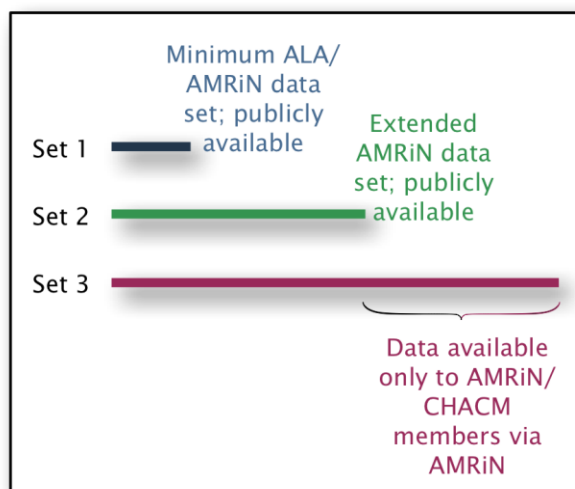 Minimum ALA/
AMRiN data
set; publicly
available
Set 1
Extended
AMRiN data
set; publicly
available
Set 2
Set 3
Data available
only to AMRiN/
CHACM
members via
AMRiN